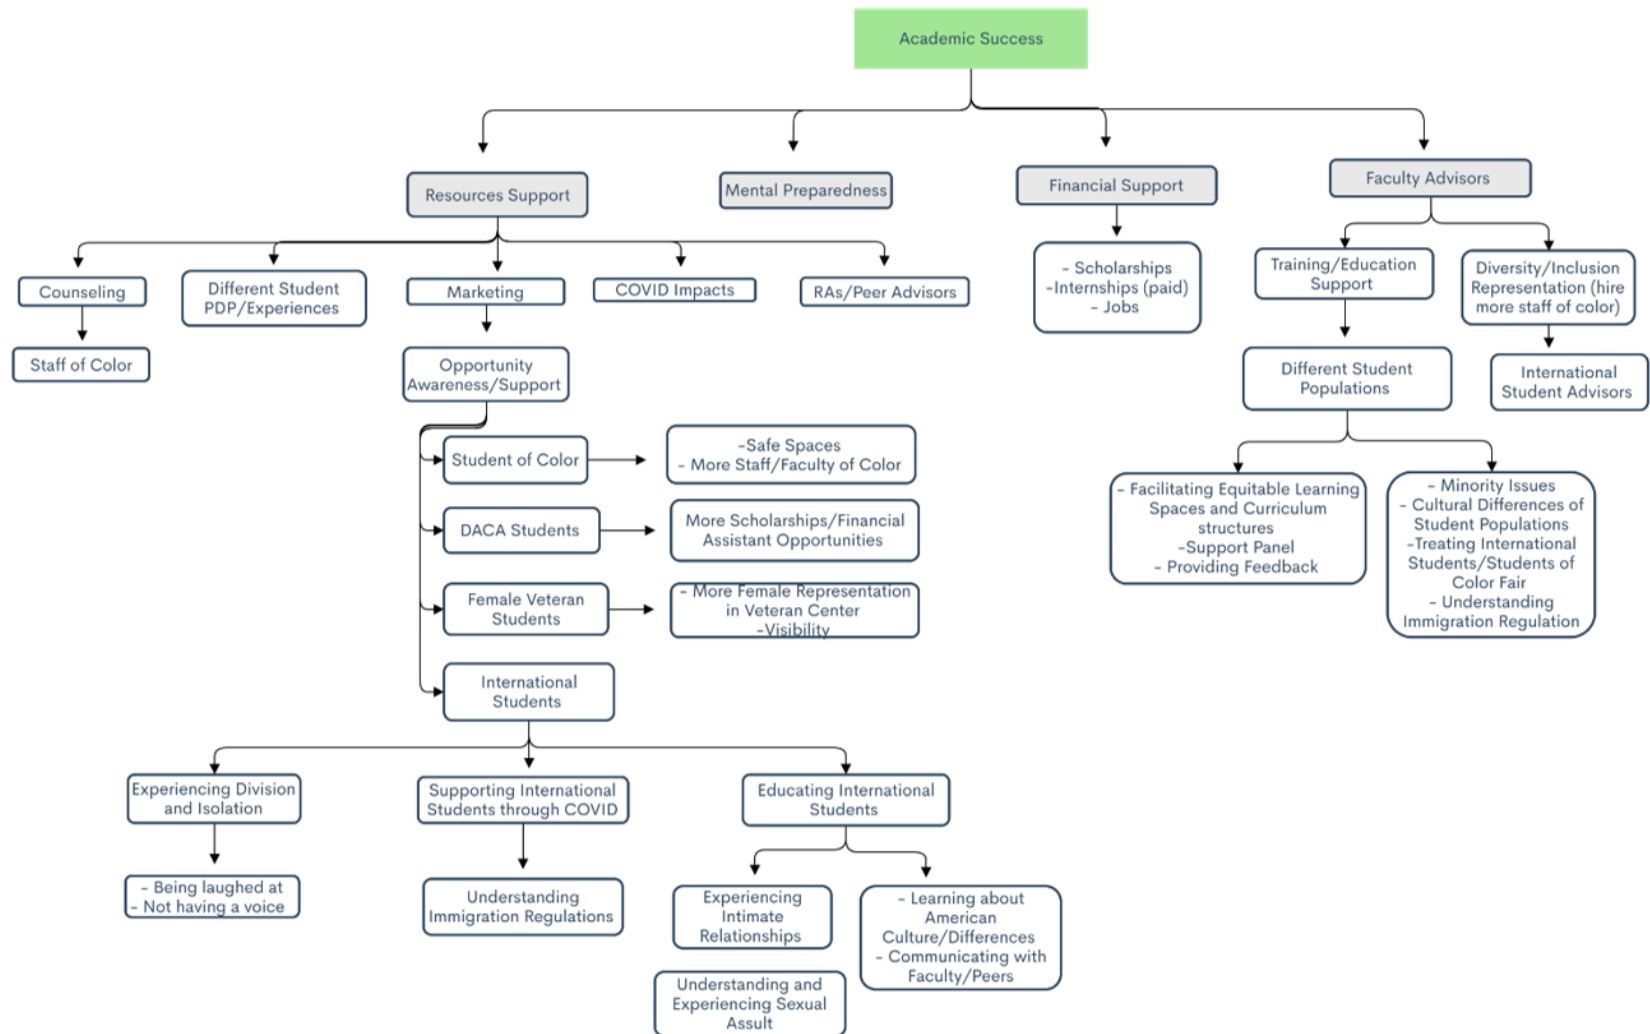 Academic Success
Resources Support
Mental Preparedness
Financial Support
Faculty Advisors
Counseling
Different Student
PDP/Experiences
Marketing
COVID Impacts
RAs/Peer Advisors
- Scholarships
-Internships (paid)
- Jobs
Training/Education
Support
Diversity/Inclusion
Representation (hire
more staff of color)
Staff of Color
Opportunity
Awareness/Support
Different Student
Populations
International
Student Advisors
Student of Color
-Safe Spaces
- More Staff/Faculty of Color
DACA Students
More Scholarships/Financial
Assistant Opportunities
Female Veteran
Students
- More Female Representation
in Veteran Center
-Visibility
International
Students
- Facilitating Equitable Learning
Spaces and Curriculum
structures
-Support Panel
- Providing Feedback
- Minority Issues
- Cultural Differences of
Student Populations
-Treating International
Students/Students of
Color Fair
- Understanding
Immigration Regulation
Experiencing Division
and Isolation
Supporting International
Students through COVID
Educating International
Students
- Being laughed at
- Not having a voice
Understanding
Immigration Regulations
Experiencing
Intimate
Relationships
- Learning about
American
Culture/Differences
- Communicating with
Faculty/Peers
Understanding and
Experiencing Sexual
Assult